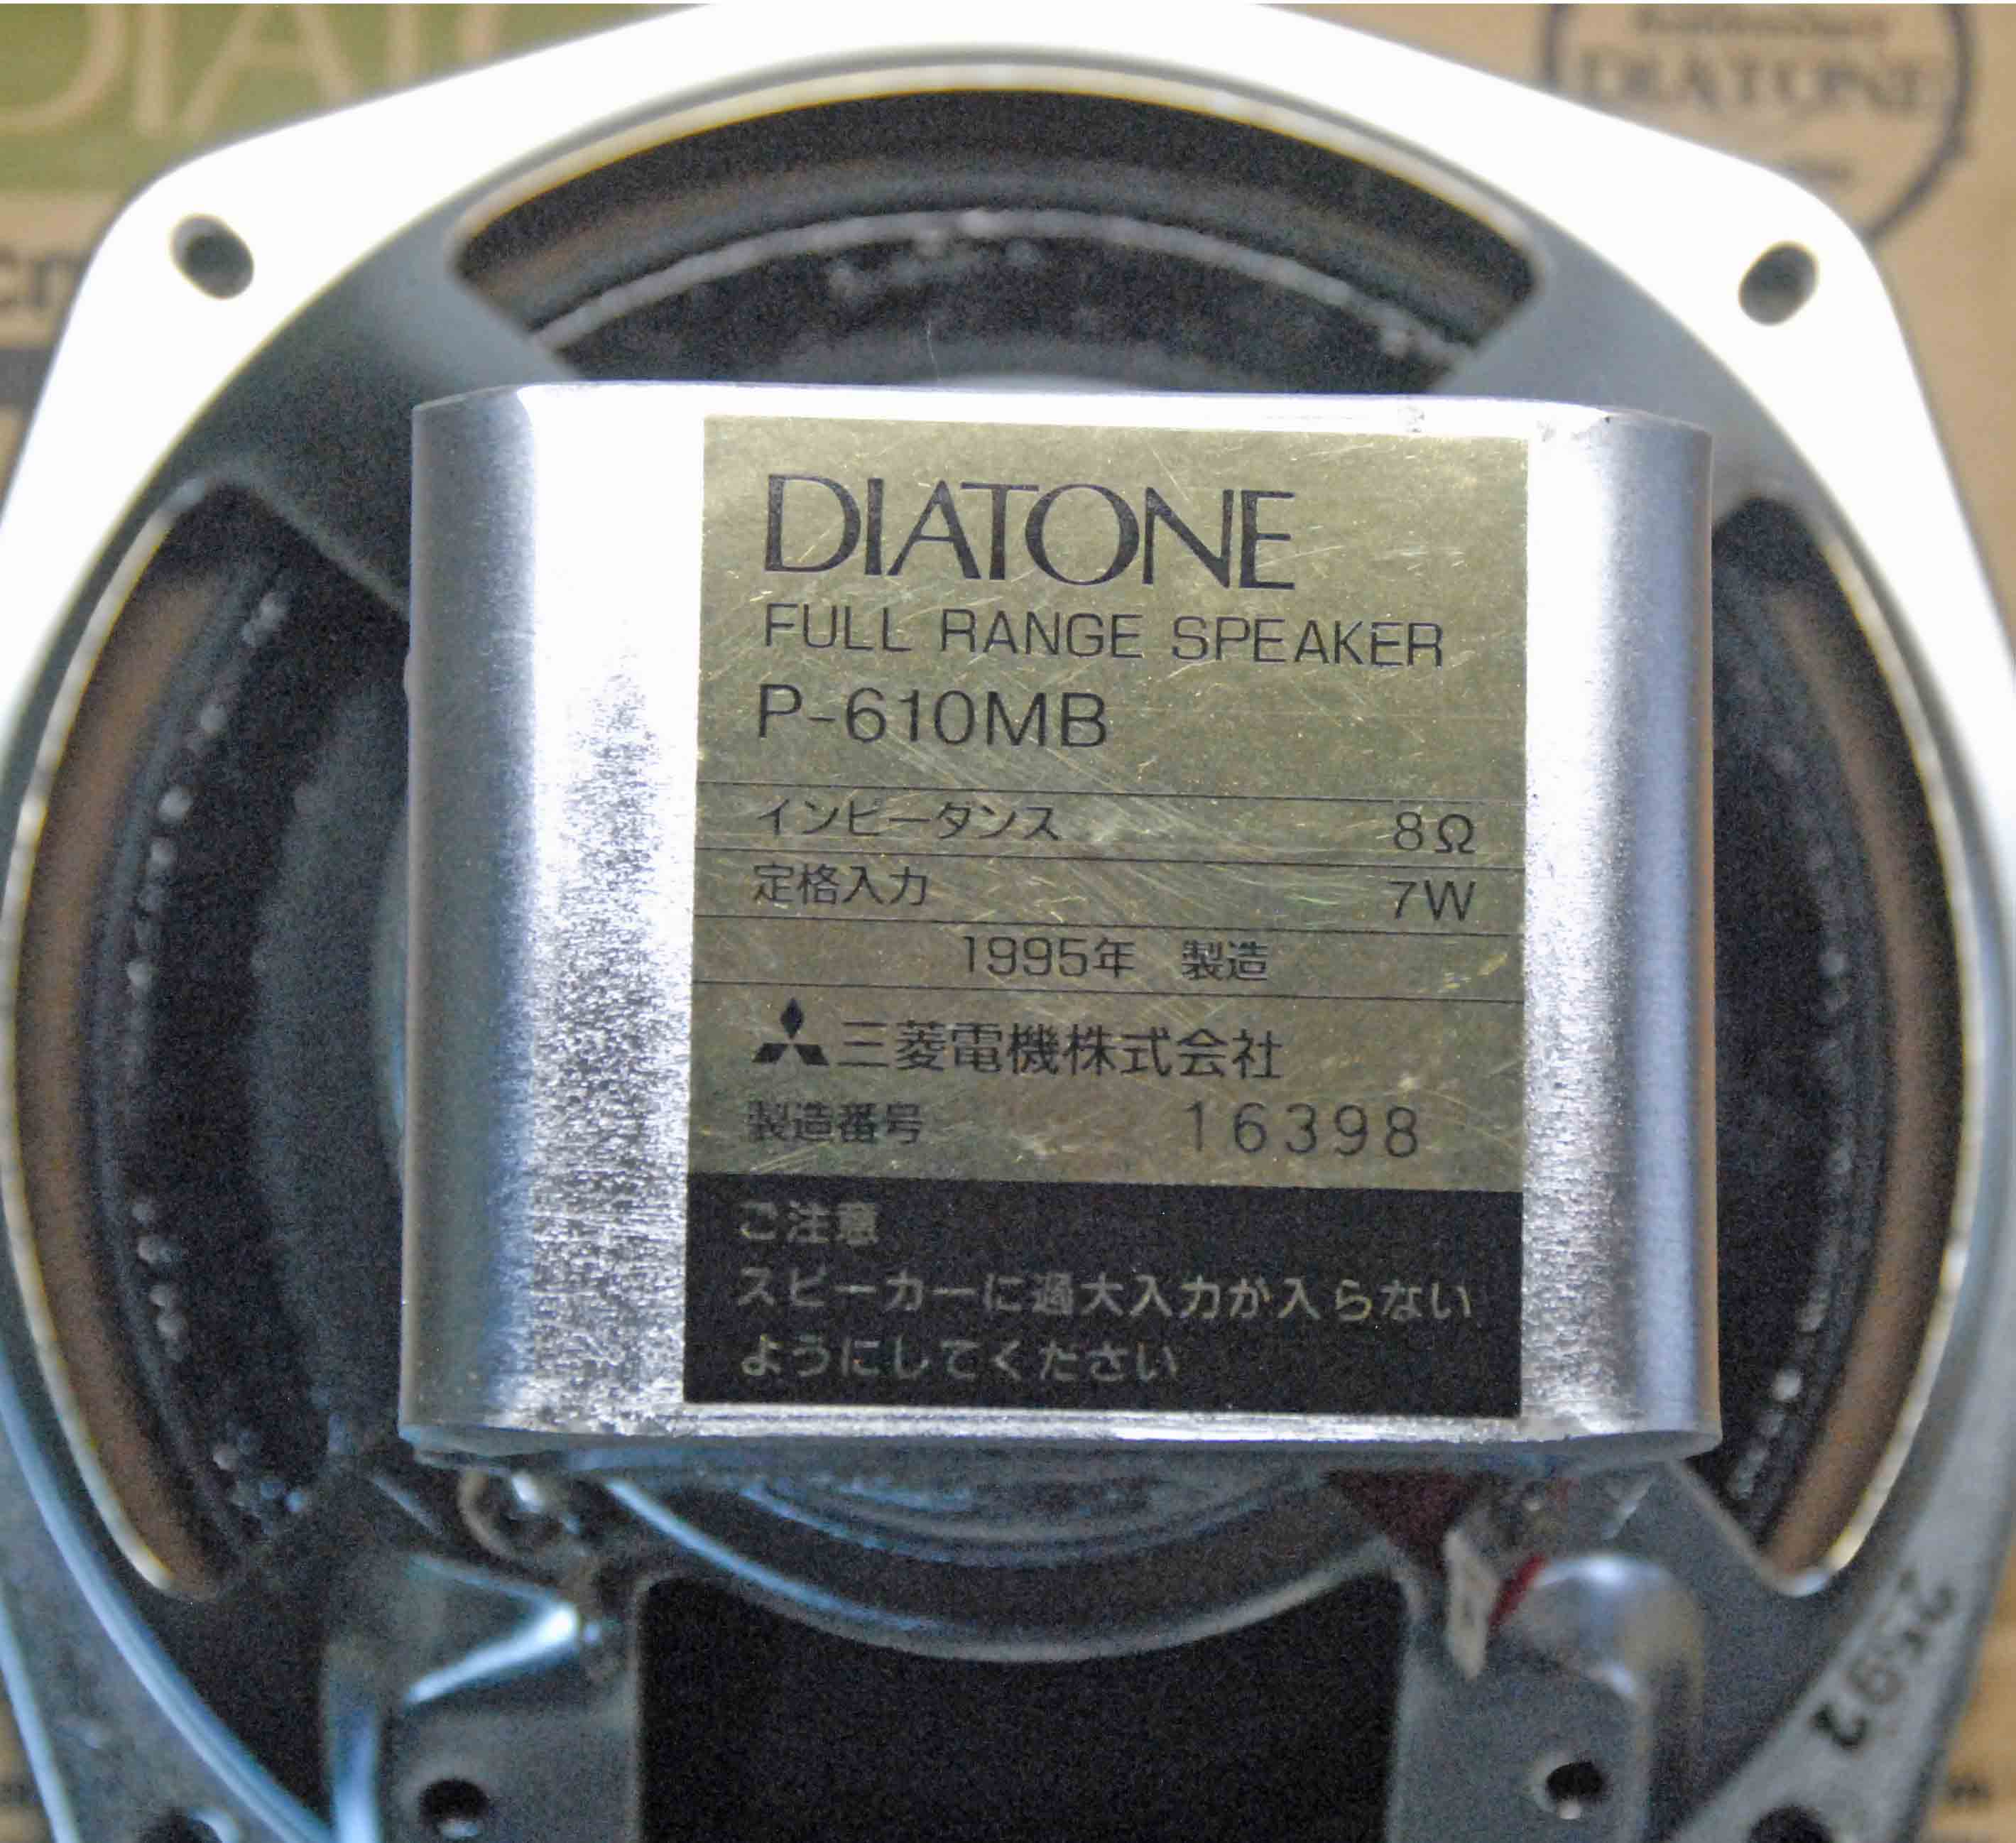 DIATONE
DIATONE
FULL RANGE SPEAKER
P-610MB
インピータンス 8Ω
定格入力 7W
1995年 製造
三菱電機株式会社
製造番号 16398
ご注意
スピーカーに過大入力が入らない
ようにしてください